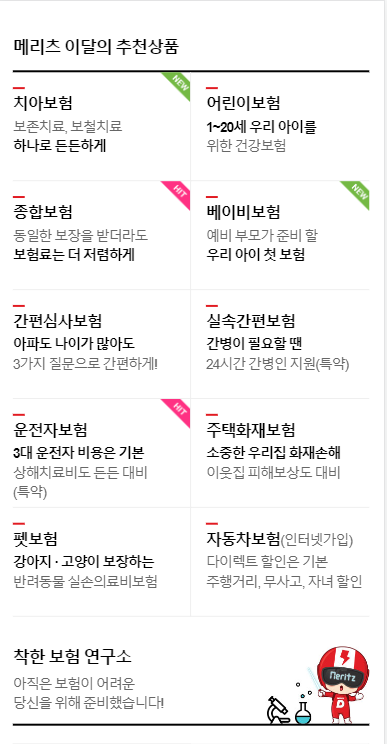 메리츠 이달의 추천상품
NEW
치아보험
보존치료, 보철치료
하나로 든든하게
어린이보험
1~20세 우리 아이를
위한 건강보험
HIT
종합보험
동일한 보장을 받더라도
보험료는 더 저렴하게
NEW
베이비보험
예비 부모가 준비 할
우리 아이 첫 보험
간편심사보험
아파도 나이가 많아도
3가지 질문으로 간편하게!
실속간편보험
간병이 필요할 땐
24시간 간병인 지원(특약)
HIT
운전자보험
3대 운전자 비용은 기본
상해치료비도 든든 대비
(특약)
주택화재보험
소중한 우리집 화재손해
이웃집 피해보상도 대비
펫보험
강아지 · 고양이 보장하는
반려동물 실손의료비보험
자동차보험(인터넷가입)
다이렉트 할인은 기본
주행거리, 무사고, 자녀 할인
착한 보험 연구소
아직은 보험이 어려운
당신을 위해 준비했습니다!
meritz
D